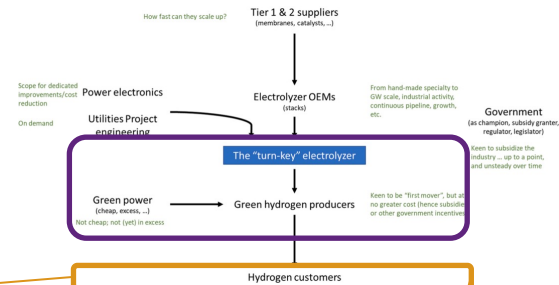 How fast can they scale up?
Tier 1 & 2 suppliers
(membranes, catalysts, ...)
Scope for dedicated
improvements/cost
reduction
On demand
Power electronics
Utilities Project
engineering
Electrolyzer OEMs
(stacks)
From hand-made specialty to
GW scale, industrial activity,
continuous pipeline, growth,
etc.
Government
(as champion, subsidy granter,
regulator, legislator)
Keen to subsidize the
industry ... up to a point,
and unsteady over time
The "turn-key" electrolyzer
Green power
(cheap, excess, ...)
Not cheap; not (yet) in excess
Green hydrogen producers
Keen to be "first mover", but at
no greater cost (hence subsidie
or other government incentives
Hydrogen customers